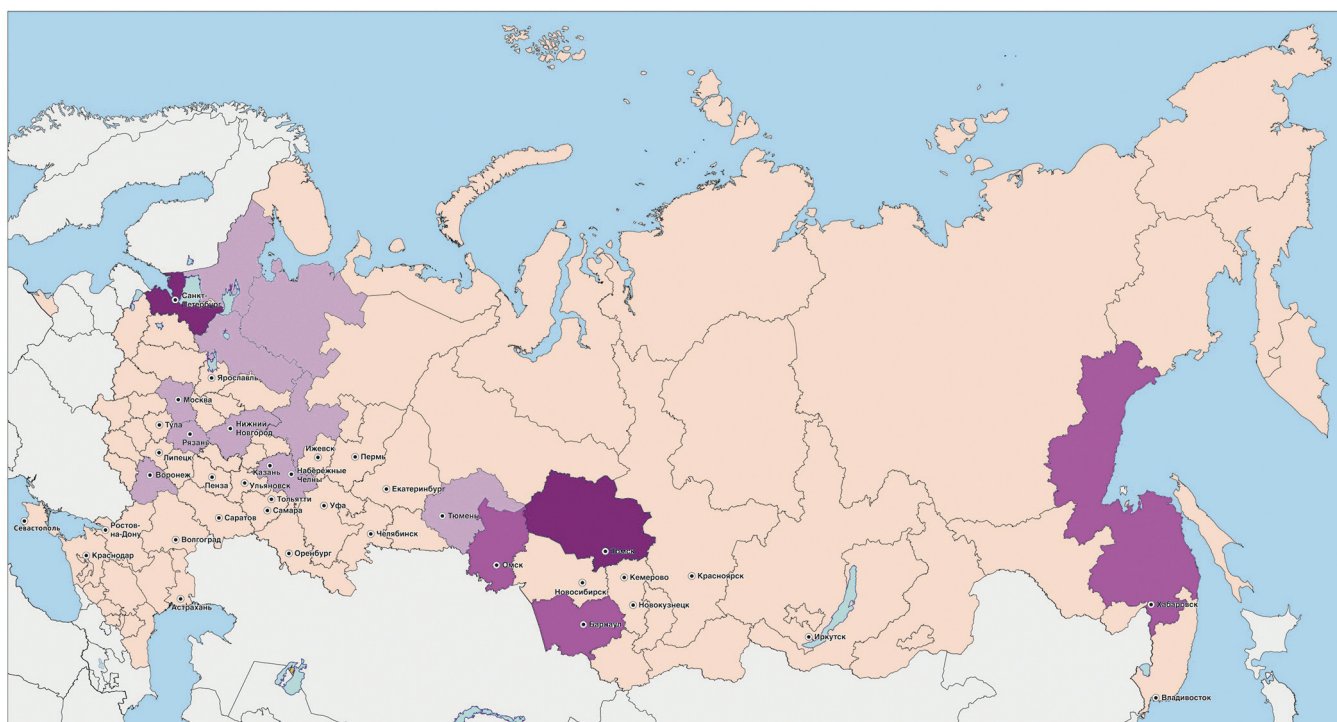 Санкт-
Петербург
Ярославль
Москва
Тула
Нижний
Новгород
Рязань
Липецк
Ижевск
Пермь
Казань
Набережные
Челны
Воронеж
Пенза
Ульяновск
Екатеринбург
Тольятти
Самара
Уфа
Тюмень
Севастополь
Ростов-
на-Дону
Саратов
Волгоград
Челябинск
Оренбург
Краснодар
Томск
Омск
Астрахань
Новосибирск
Кемерово
Красноярск
Новокузнецк
Барнаул
Иркутск
Хабаровск
Владивосток